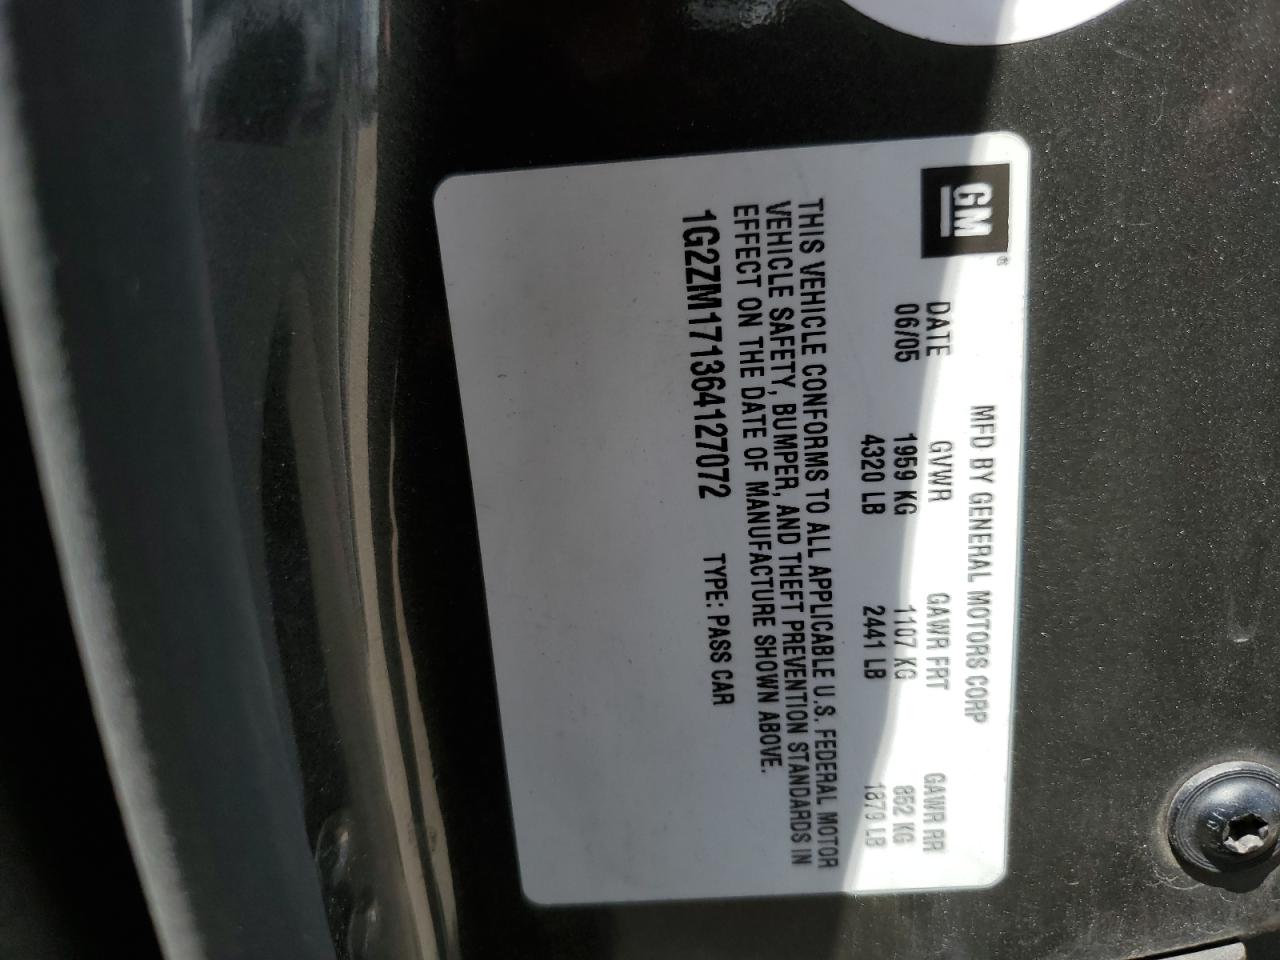 GM®
MFD BY GENERAL MOTORS CORP
DATE GVWR GAWR FRT GAWR RR
06/05 1959 KG 1107 KG 852 KG
4320 LB 2441 LB 1879 LB
THIS VEHICLE CONFORMS TO ALL APPLICABLE U.S. FEDERAL MOTOR
VEHICLE SAFETY, BUMPER, AND THEFT PREVENTION STANDARDS IN
EFFECT ON THE DATE OF MANUFACTURE SHOWN ABOVE.
1G2ZM171364127072 TYPE: PASS CAR